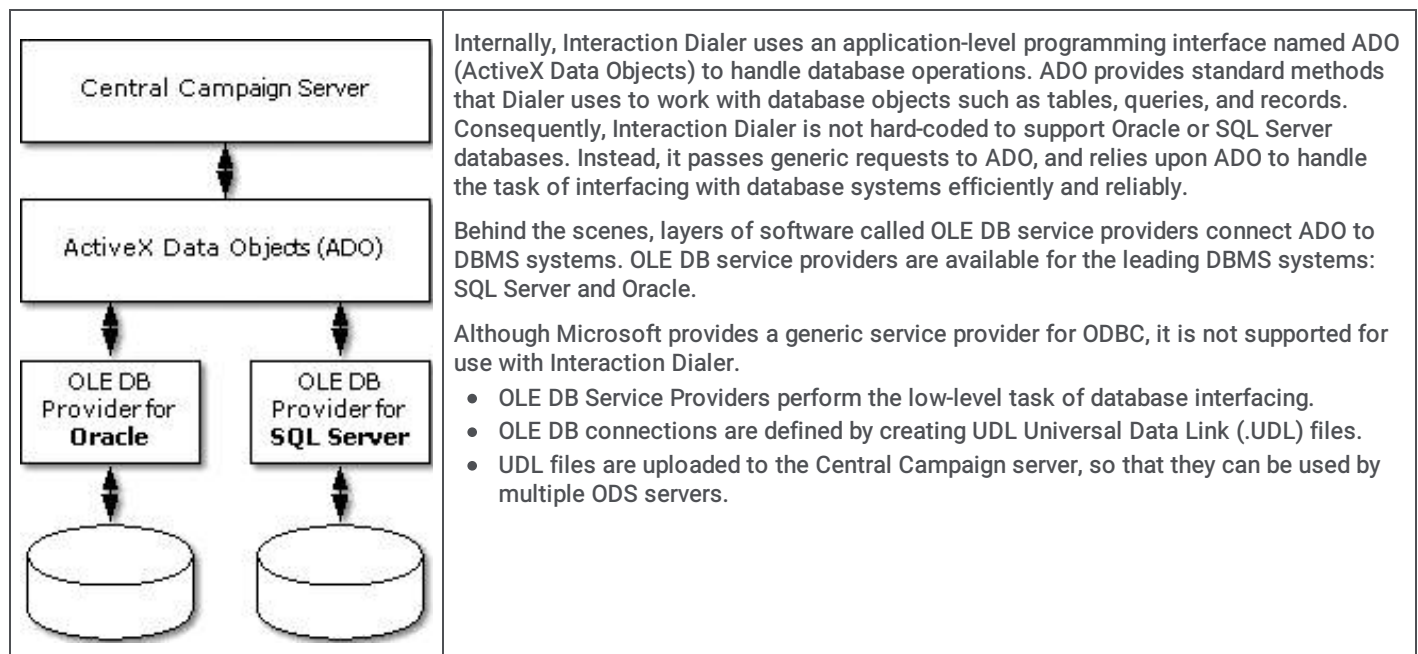 Central Campaign Server
ActiveX Data Objects (ADO)
OLE DB
Provider for
Oracle
OLE DB
Provider for
SQL Server
Internally, Interaction Dialer uses an application-level programming interface named ADO
(ActiveX Data Objects) to handle database operations. ADO provides standard methods
that Dialer uses to work with database objects such as tables, queries, and records.
Consequently, Interaction Dialer is not hard-coded to support Oracle or SQL Server
databases. Instead, it passes generic requests to ADO, and relies upon ADO to handle
the task of interfacing with database systems efficiently and reliably.
Behind the scenes, layers of software called OLE DB service providers connect ADO to
DBMS systems. OLE DB service providers are available for the leading DBMS systems:
SQL Server and Oracle.
Although Microsoft provides a generic service provider for ODBC, it is not supported for
use with Interaction Dialer.
• OLE DB Service Providers perform the low-level task of database interfacing.
• OLE DB connections are defined by creating UDL Universal Data Link (.UDL) files.
• UDL files are uploaded to the Central Campaign server, so that they can be used by
multiple ODS servers.